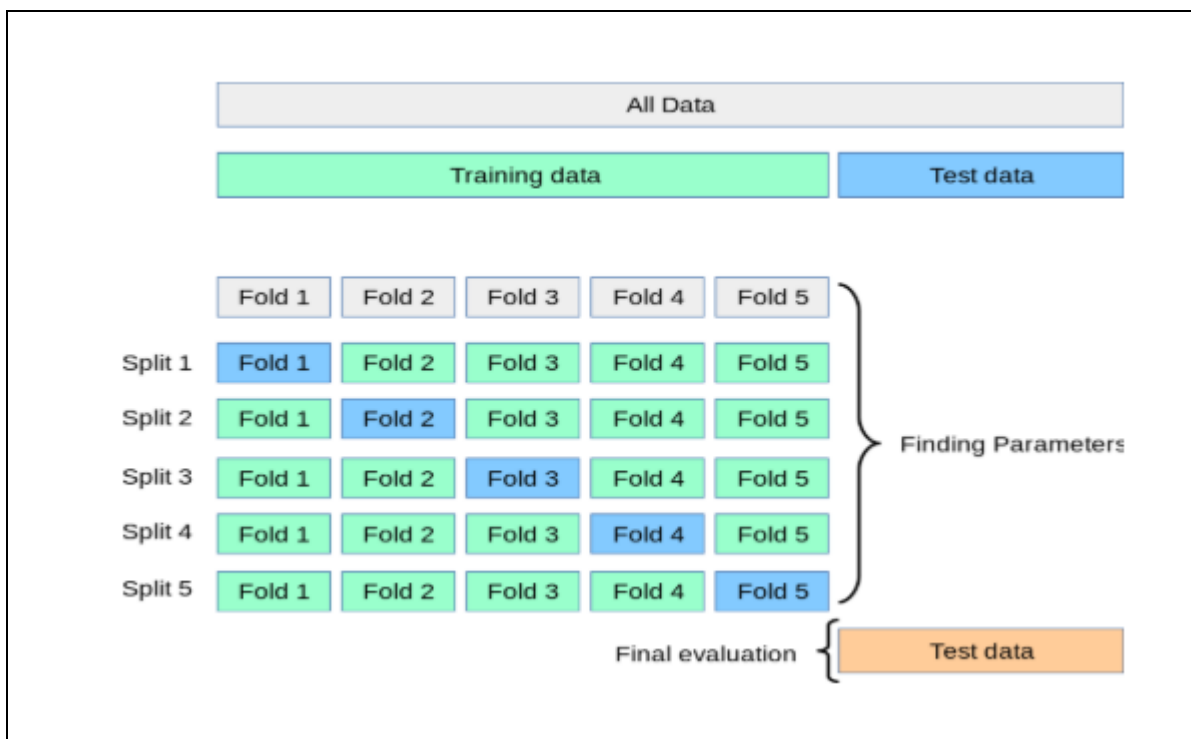 All Data
Training data Test data
Fold 1 Fold 2 Fold 3 Fold 4 Fold 5
Split 1 Fold 1 Fold 2 Fold 3 Fold 4 Fold 5
Split 2 Fold 1 Fold 2 Fold 3 Fold 4 Fold 5
Finding Parameters
Split 3 Fold 1 Fold 2 Fold 3 Fold 4 Fold 5
Split 4 Fold 1 Fold 2 Fold 3 Fold 4 Fold 5
Split 5 Fold 1 Fold 2 Fold 3 Fold 4 Fold 5
Final evaluation Test data